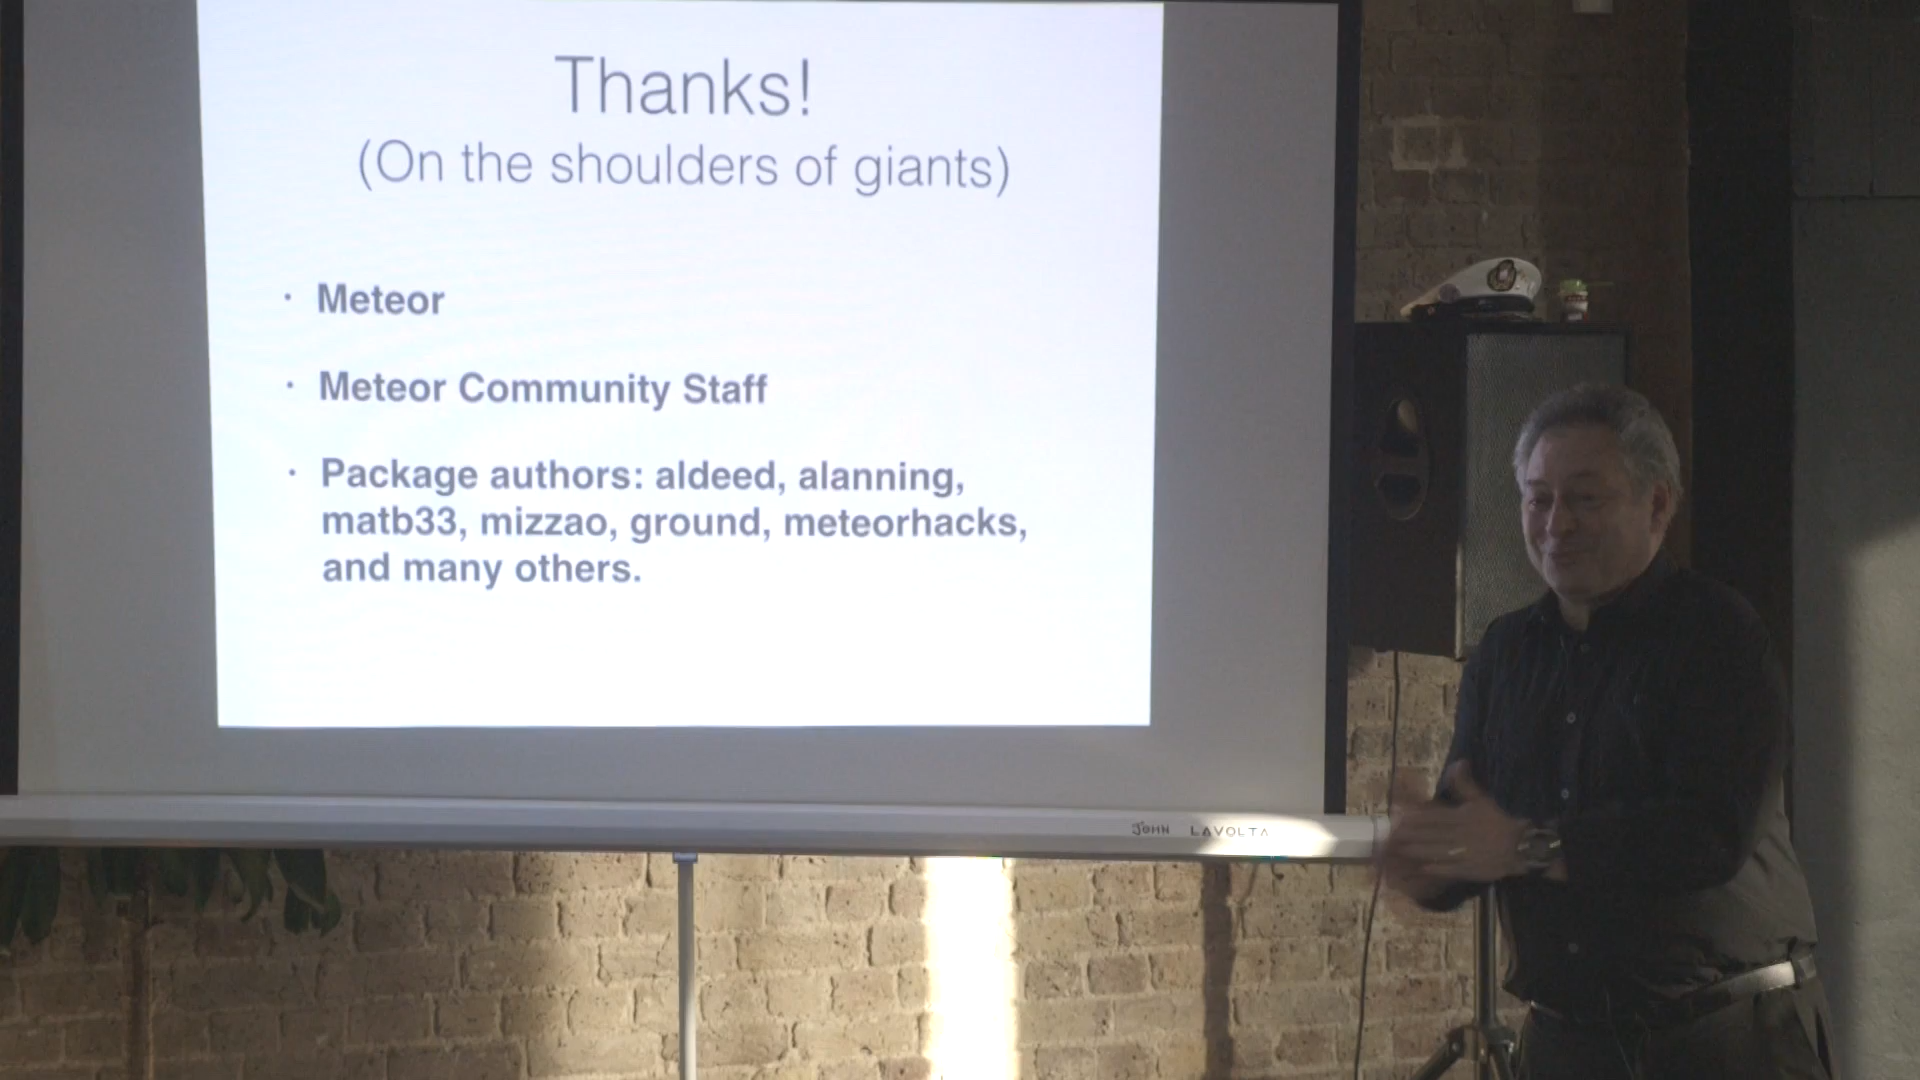 Thanks!
(On the shoulders of giants)
· Meteor
· Meteor Community Staff
· Package authors: aldeed, alanning,
matb33, mizzao, ground, meteorhacks,
and many others.
JOHN LAVOLTA